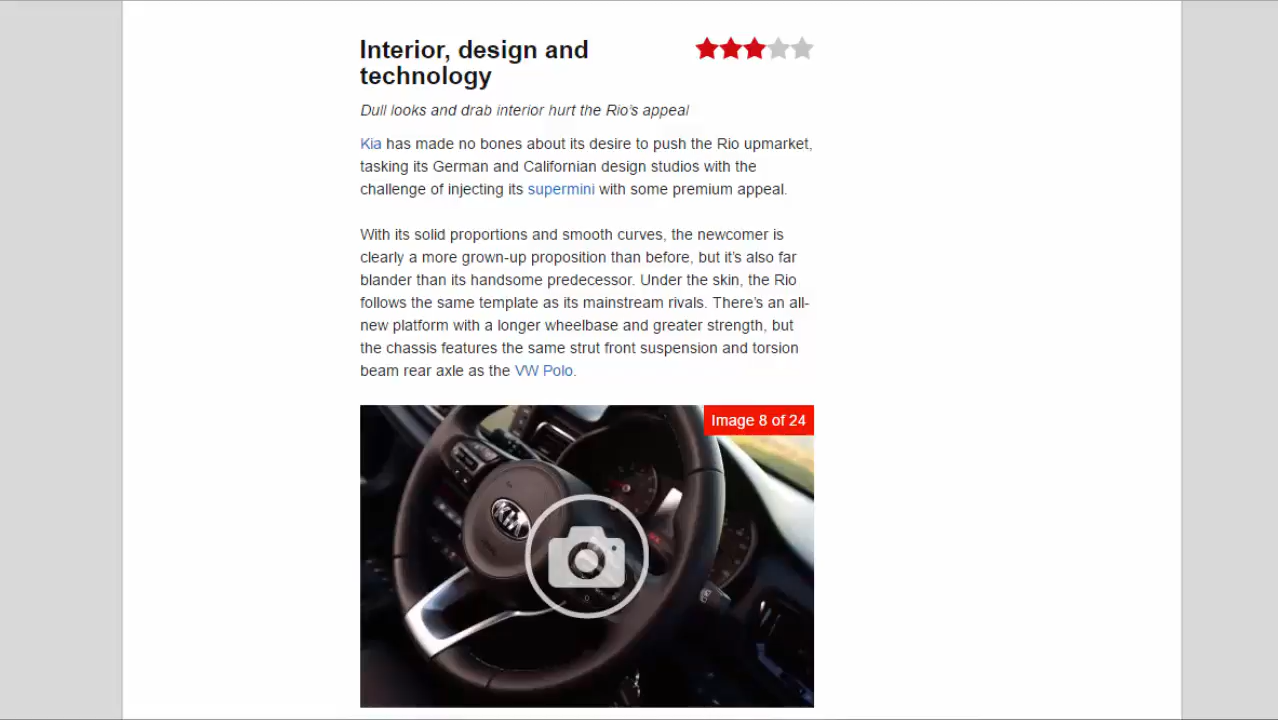 Interior, design and
technology
Dull looks and drab interior hurt the Rio's appeal
Kia has made no bones about its desire to push the Rio upmarket,
tasking its German and Californian design studios with the
challenge of injecting its supermini with some premium appeal.
With its solid proportions and smooth curves, the newcomer is
clearly a more grown-up proposition than before, but it's also far
blander than its handsome predecessor. Under the skin, the Rio
follows the same template as its mainstream rivals. There's an all-
new platform with a longer wheelbase and greater strength, but
the chassis features the same strut front suspension and torsion
beam rear axle as the VW Polo.
Image 8 of 24
KIA